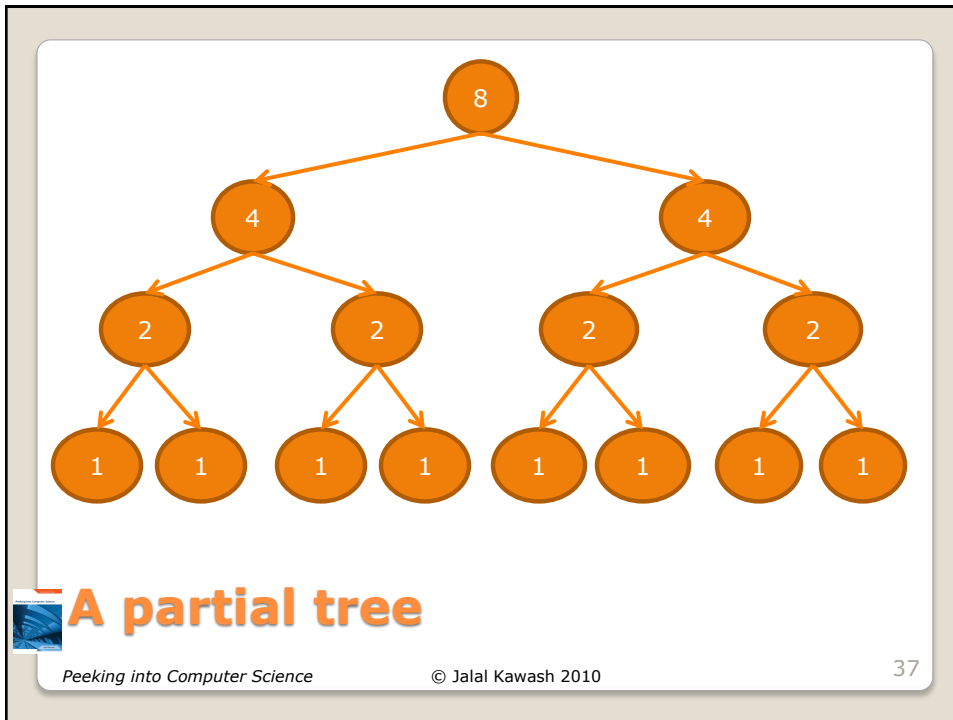 8
4 4
2 2 2 2
1 1 1 1 1 1 1 1
A partial tree
Peeking into Computer Science © Jalal Kawash 2010 37